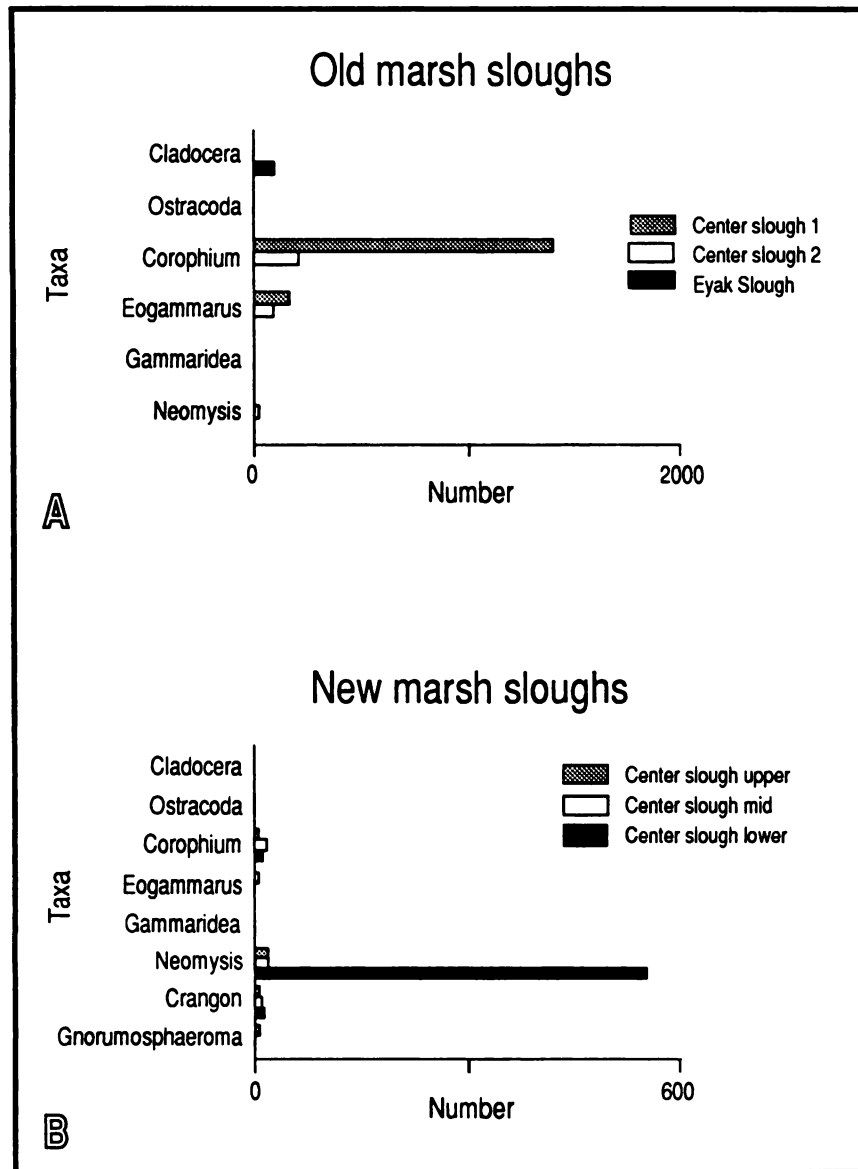 Old marsh sloughs
Taxa
Cladocera
Ostracoda
Corophium
Eogammarus
Gammaridea
Neomysis
Center slough 1
Center slough 2
Eyak Slough
0
2000
Number
A
New marsh sloughs
Taxa
Cladocera
Ostracoda
Corophium
Eogammarus
Gammaridea
Neomysis
Crangon
Gnorumosphaeroma
Center slough upper
Center slough mid
Center slough lower
0
600
Number
B